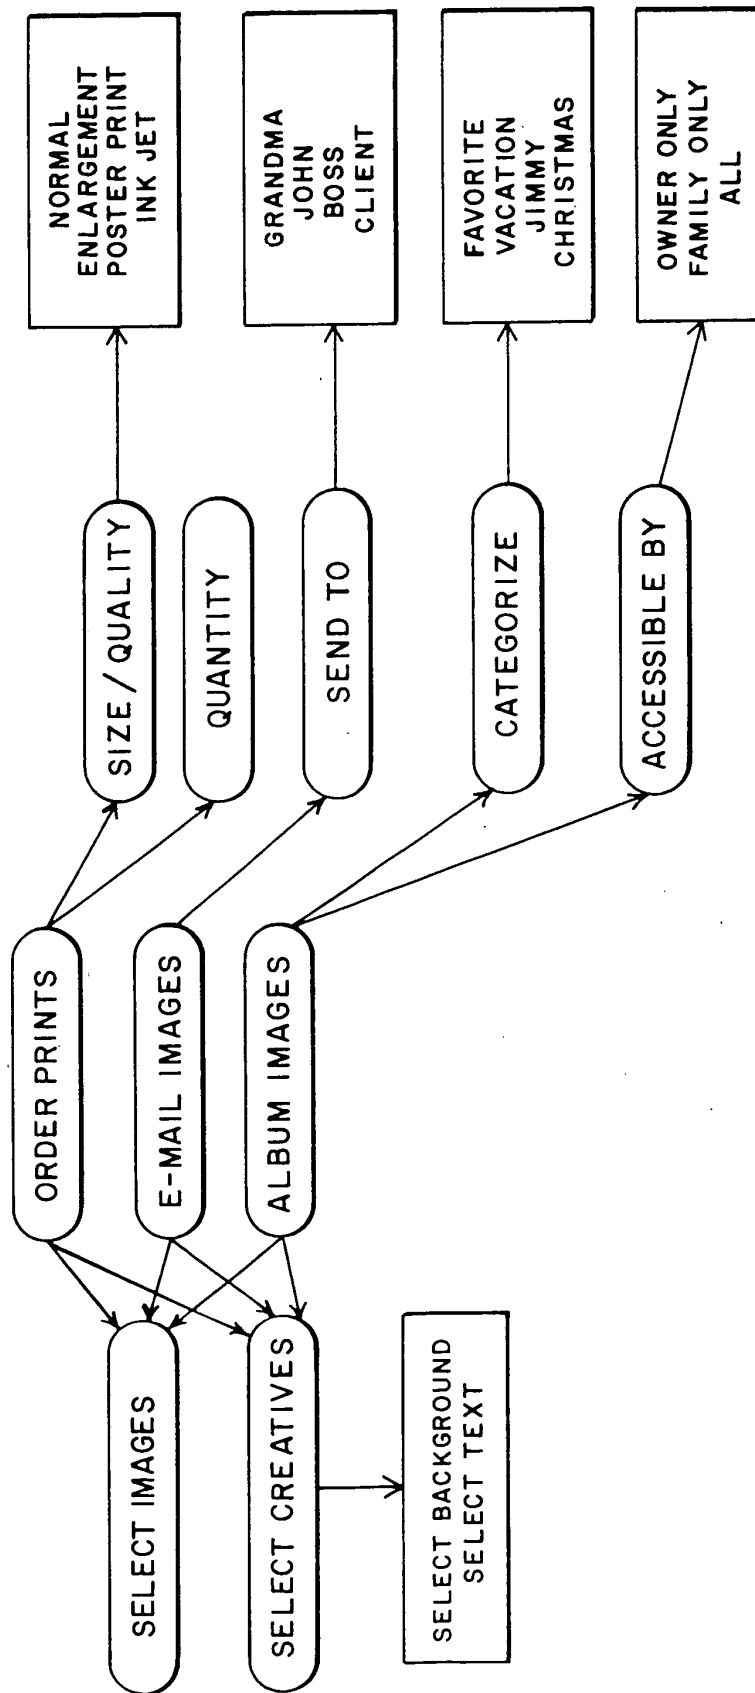 SELECT IMAGES
SELECT CREATIVES
SELECT BACKGROUND
SELECT TEXT
ORDER PRINTS
E-MAIL IMAGES
ALBUM IMAGES
SIZE / QUALITY
QUANTITY
SEND TO
CATEGORIZE
ACCESSIBLE BY
NORMAL
ENLARGEMENT
POSTER PRINT
INK JET
GRANDMA
JOHN
BOSS
CLIENT
FAVORITE
VACATION
JIMMY
CHRISTMAS
OWNER ONLY
FAMILY ONLY
ALL